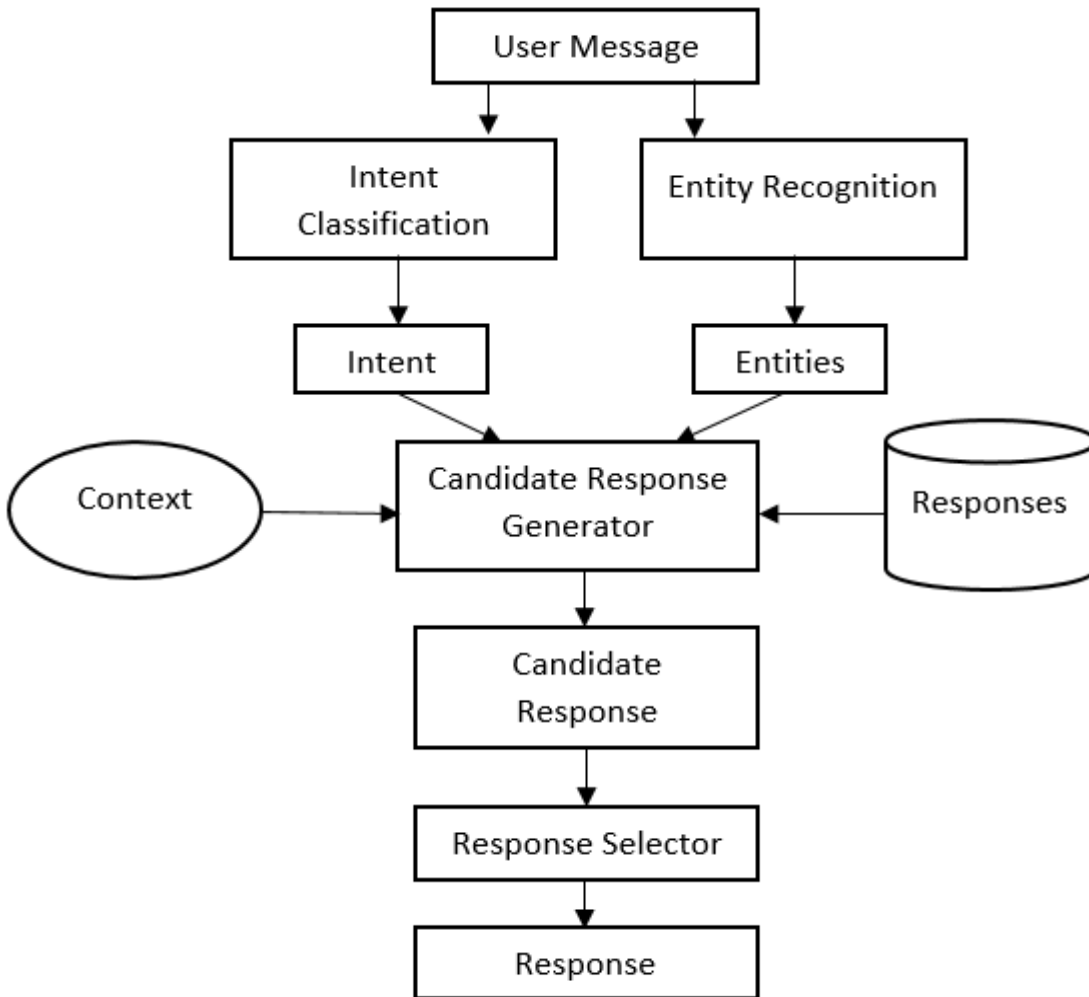 User Message
Intent
Classification
Entity Recognition
Intent
Entities
Context
Candidate Response
Generator
Responses
Candidate
Response
Response Selector
Response